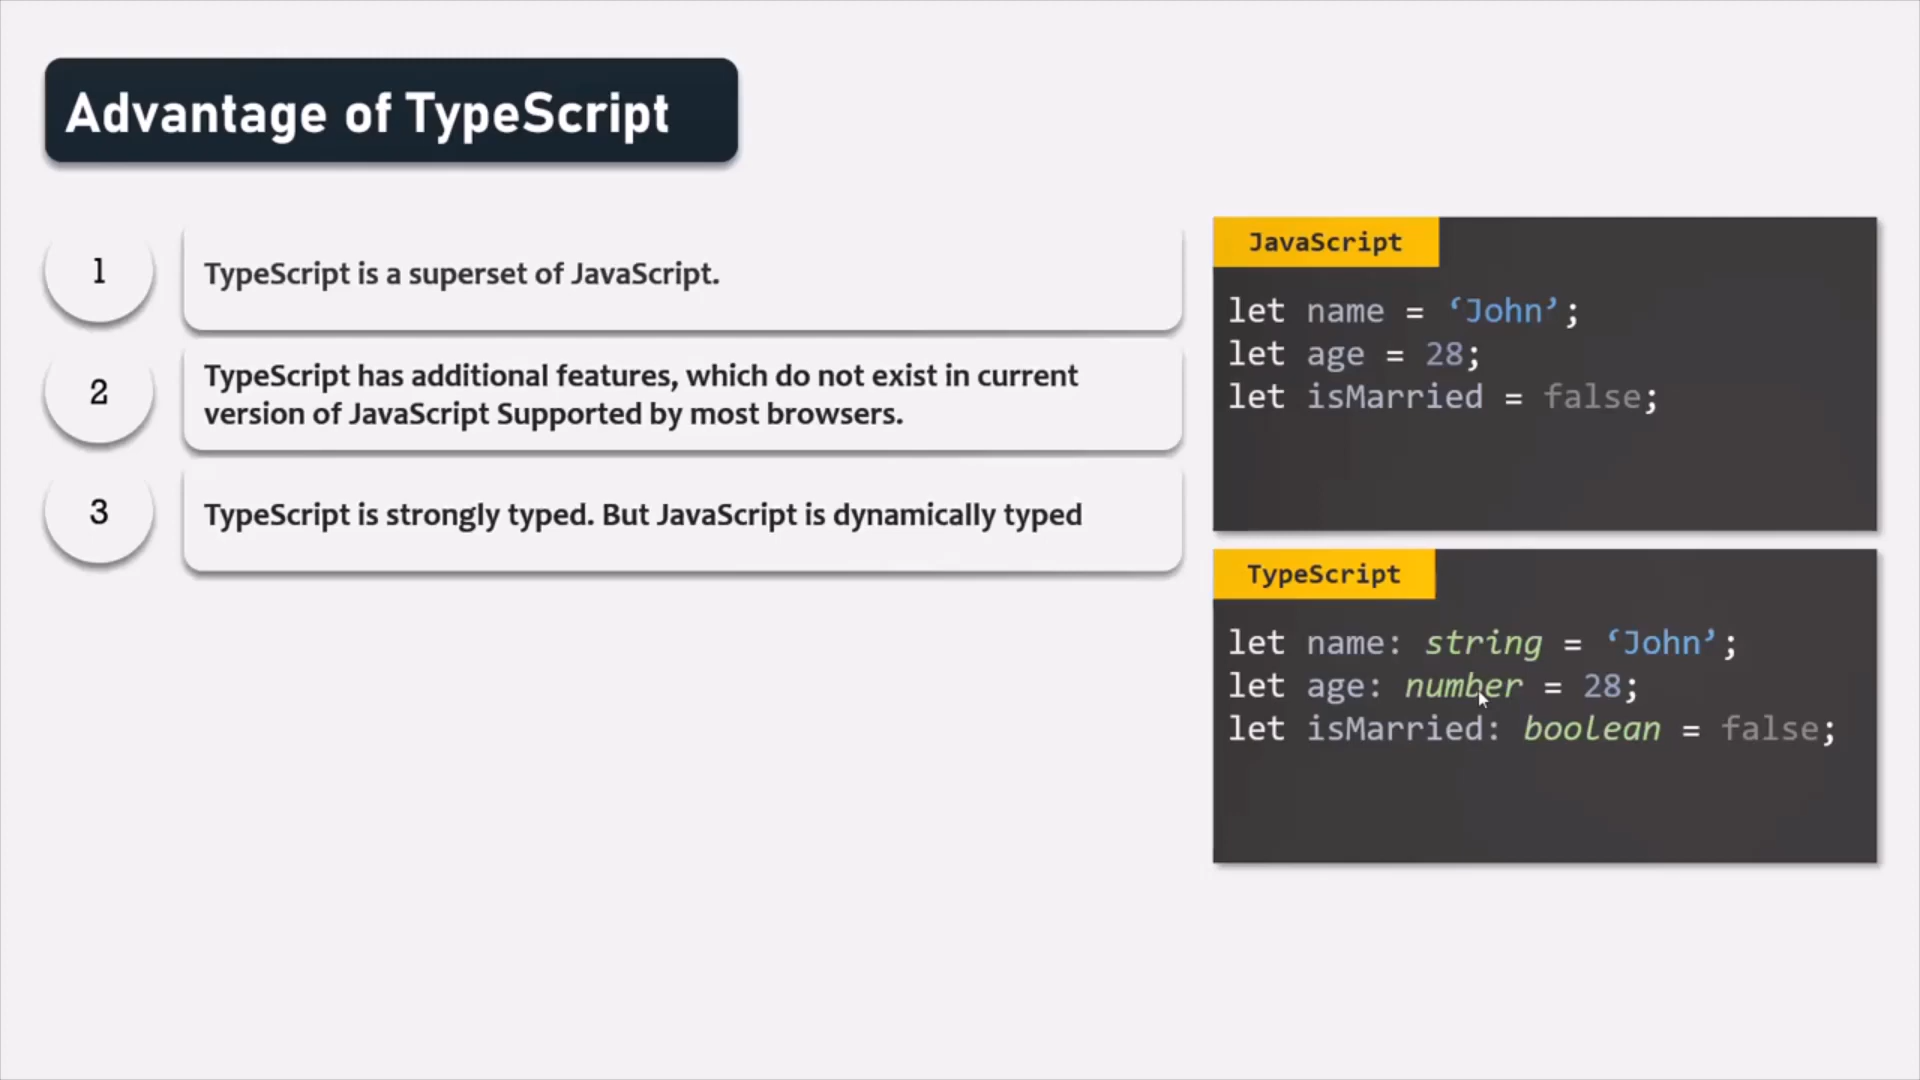 Advantage of TypeScript
1
TypeScript is a superset of JavaScript.
2
TypeScript has additional features, which do not exist in current
version of JavaScript Supported by most browsers.
3
TypeScript is strongly typed. But JavaScript is dynamically typed
JavaScript
let name = ‘John’;
let age = 28;
let isMarried = false;
TypeScript
let name: string = ‘John’;
let age: number = 28;
let isMarried: boolean = false;